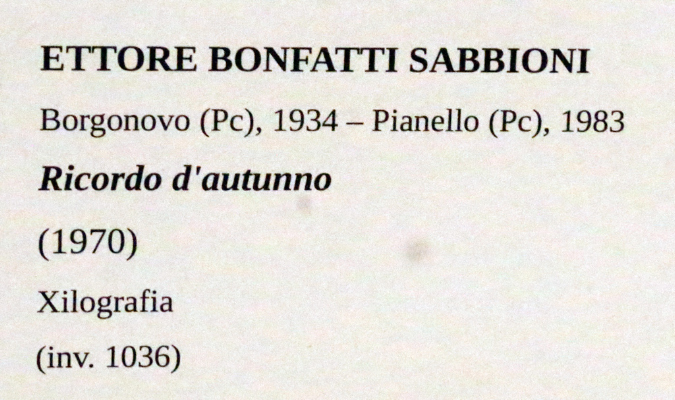 ETTORE BONFATTI SABBIONI
Borgonovo (Pc), 1934 – Pianello (Pc), 1983
Ricordo d'autunno
(1970)
Xilografia
(inv. 1036)